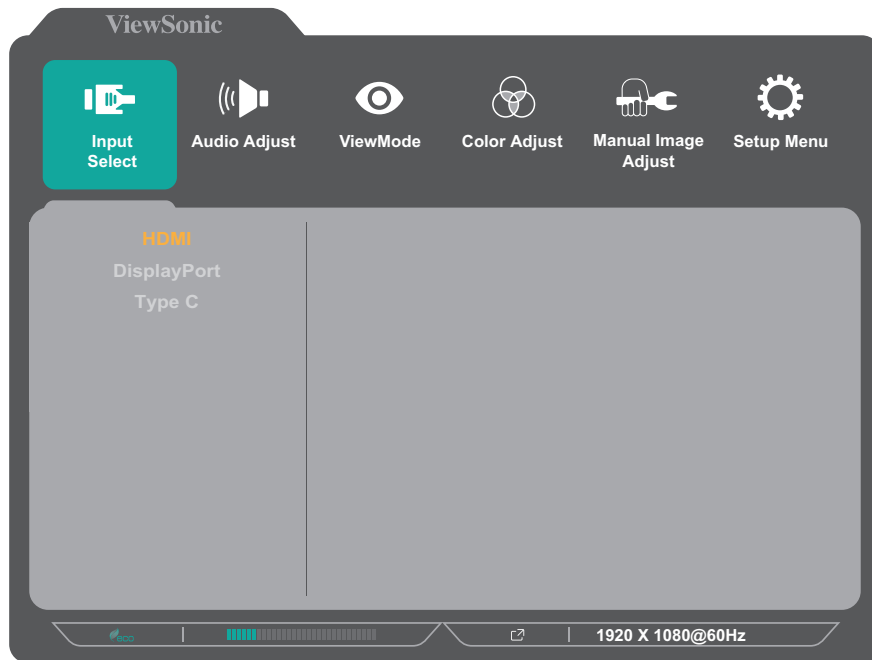 ViewSonic
Input
Select
Audio Adjust
ViewMode
Color Adjust
Manual Image
Adjust
Setup Menu
HDMI
DisplayPort
Type C
eco
1920 X 1080@60Hz